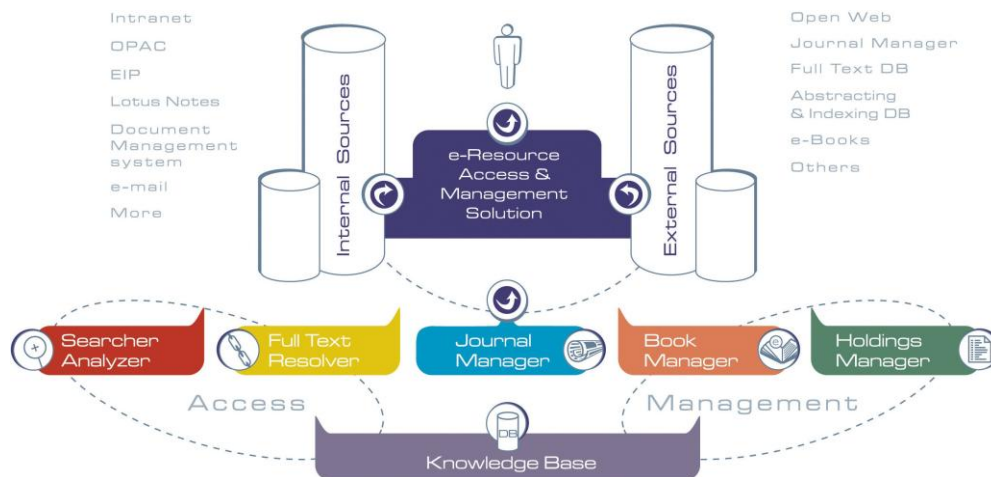 Intranet
OPAC
EIP
Lotus Notes
Document
Management
system
e-mail
More
Internal Sources
e-Resource
Access &
Management
Solution
External Sources
Open Web
Journal Manager
Full Text DB
Abstracting
& Indexing DB
e-Books
Others
Searcher
Analyzer
Full Text
Resolver
Journal
Manager
Book
Manager
Holdings
Manager
Access
Management
DB
Knowledge Base